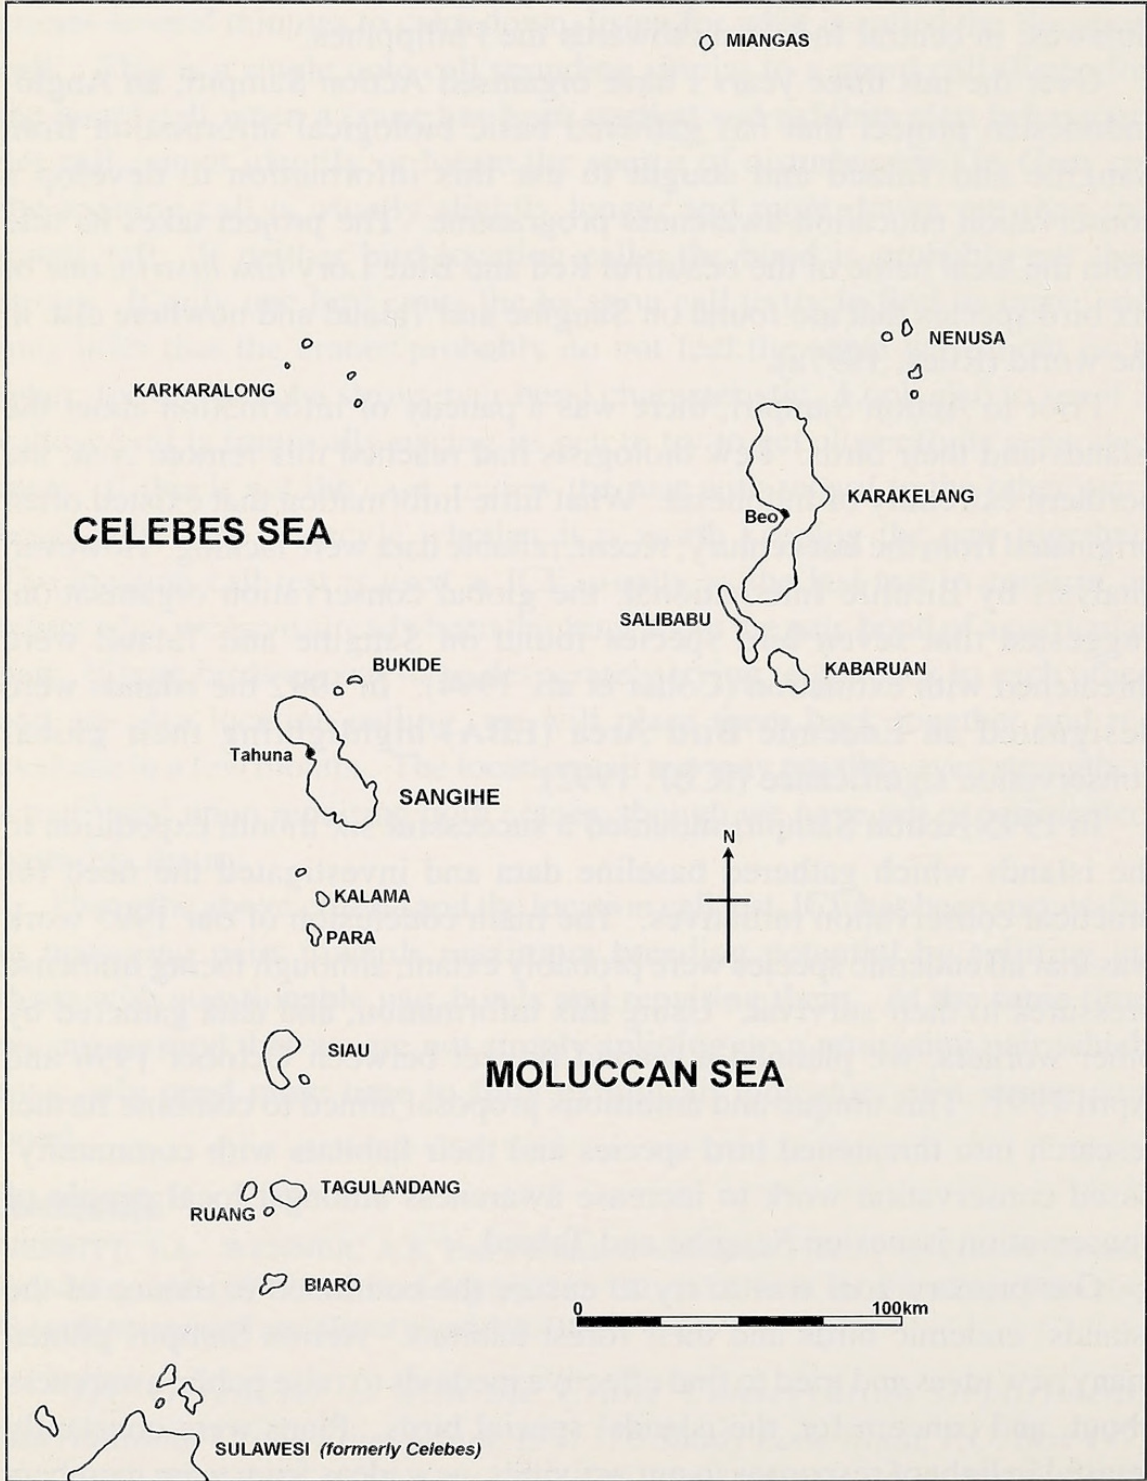 MIANGAS
NENUSA
KARKARALONG
KARAKELANG
Beo
CELEBES SEA
SALIBABU
KABARUAN
BUKIDE
Tahuna
SANGIHE
N
KALAMA
PARA
SIAU
MOLUCCAN SEA
TAGULANDANG
RUANG
BIARO
0 100km
SULAWESI (formerly Celebes)